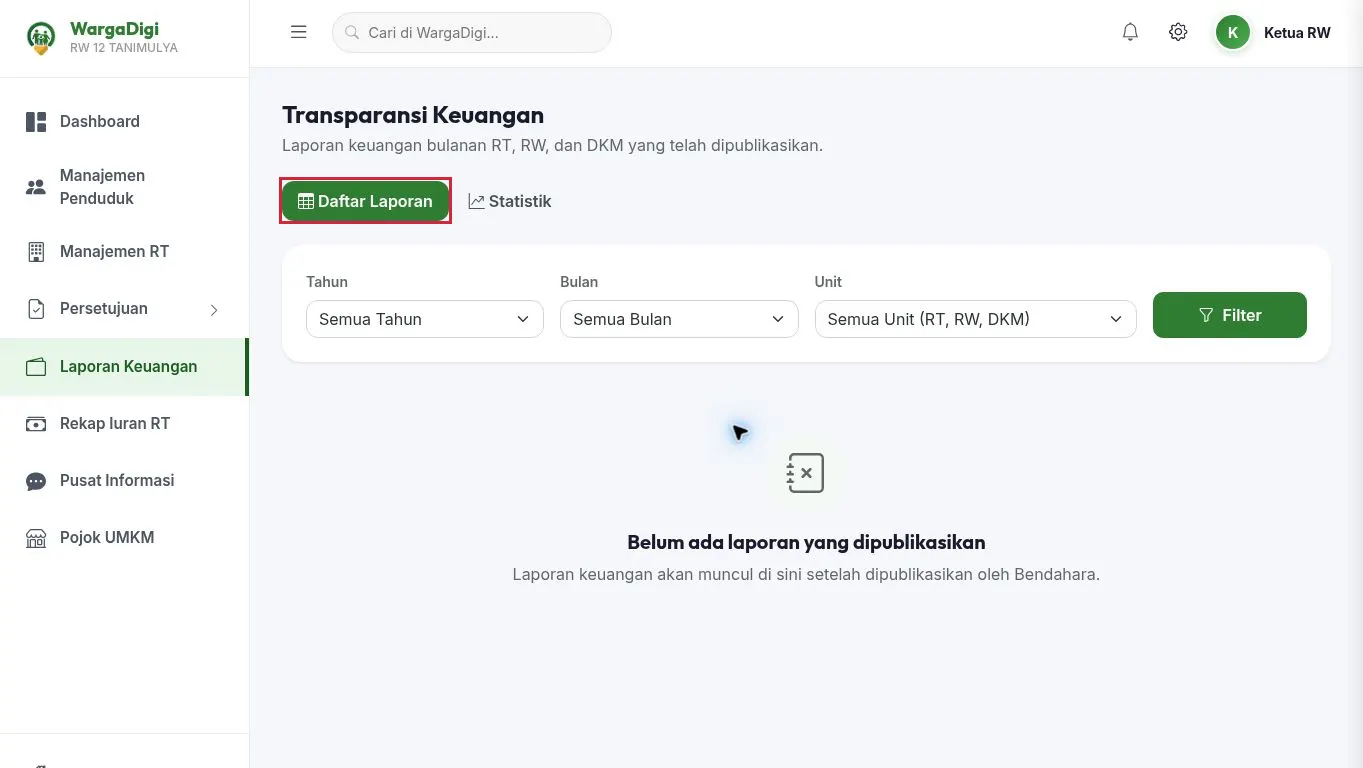 WargaDigi
RW 12 TANIMULYA
Cari di WargaDigi...
K
Ketua RW
Dashboard
Manajemen
Penduduk
Manajemen RT
Persetujuan
Laporan Keuangan
Rekap Iuran RT
Pusat Informasi
Pojok UMKM
Transparansi Keuangan
Laporan keuangan bulanan RT, RW, dan DKM yang telah dipublikasikan.
Daftar Laporan
Statistik
Tahun
Bulan
Unit
Semua Tahun
Semua Bulan
Semua Unit (RT, RW, DKM)
Filter
Belum ada laporan yang dipublikasikan
Laporan keuangan akan muncul di sini setelah dipublikasikan oleh Bendahara.